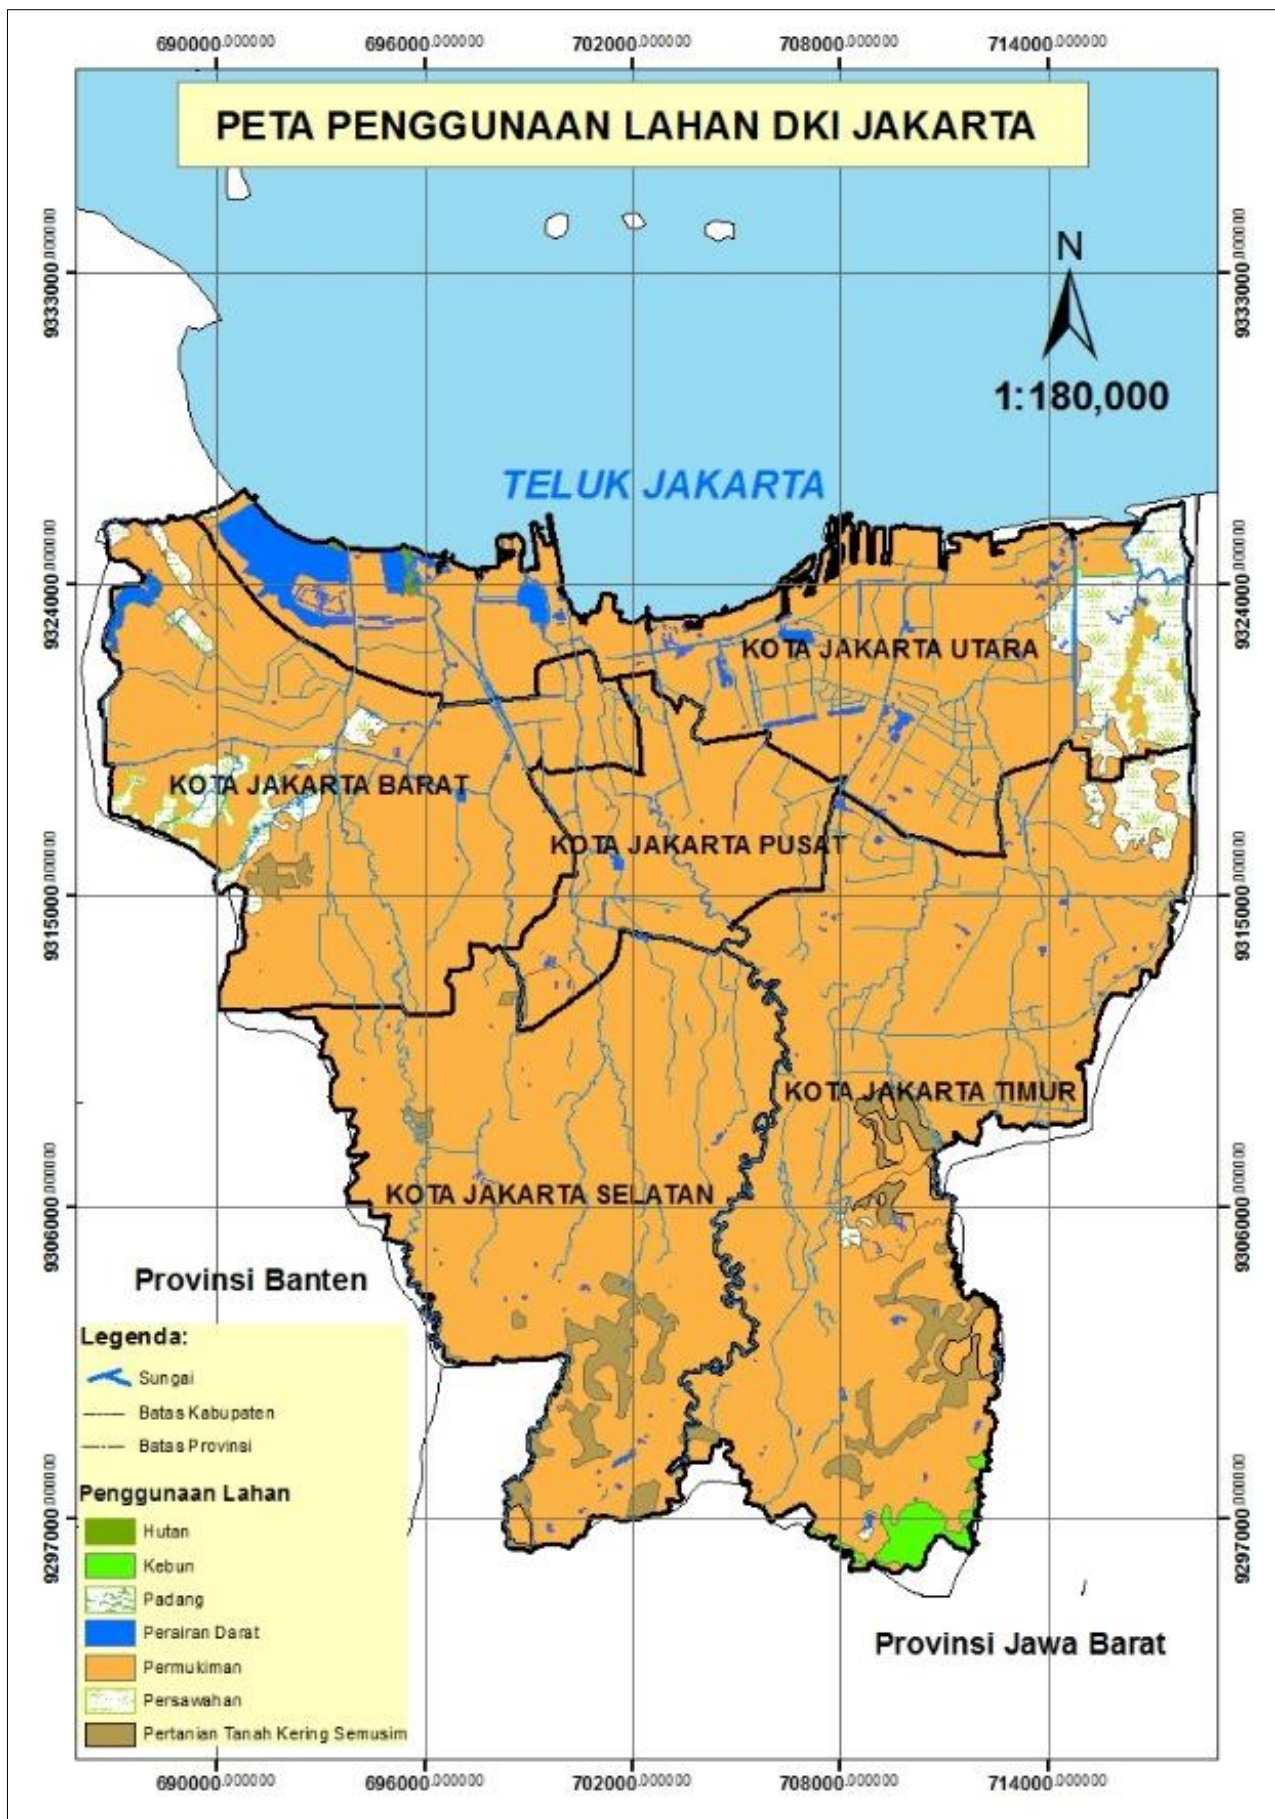 690000.000000 696000.000000 702000.000000 708000.000000 714000.000000
PETA PENGGUNAAN LAHAN DKI JAKARTA
9333000.000000
9333000.000000
N
1:180,000
TELUK JAKARTA
9324000.000000
9324000.000000
KOTA JAKARTA UTARA
KOTA JAKARTA BARAT
KOTA JAKARTA PUSAT
9315000.000000
9315000.000000
KOTA JAKARTA TIMUR
KOTA JAKARTA SELATAN
9306000.000000
9306000.000000
Provinsi Banten
Legenda:
Sungai
Batas Kabupaten
Batas Provinsi
Penggunaan Lahan
Hutan
Kebun
Padang
Perairan Darat
Permukiman
Persawahan
Pertanian Tanah Kering Semusim
9297000.000000
9297000.000000
Provinsi Jawa Barat
690000.000000 696000.000000 702000.000000 708000.000000 714000.000000